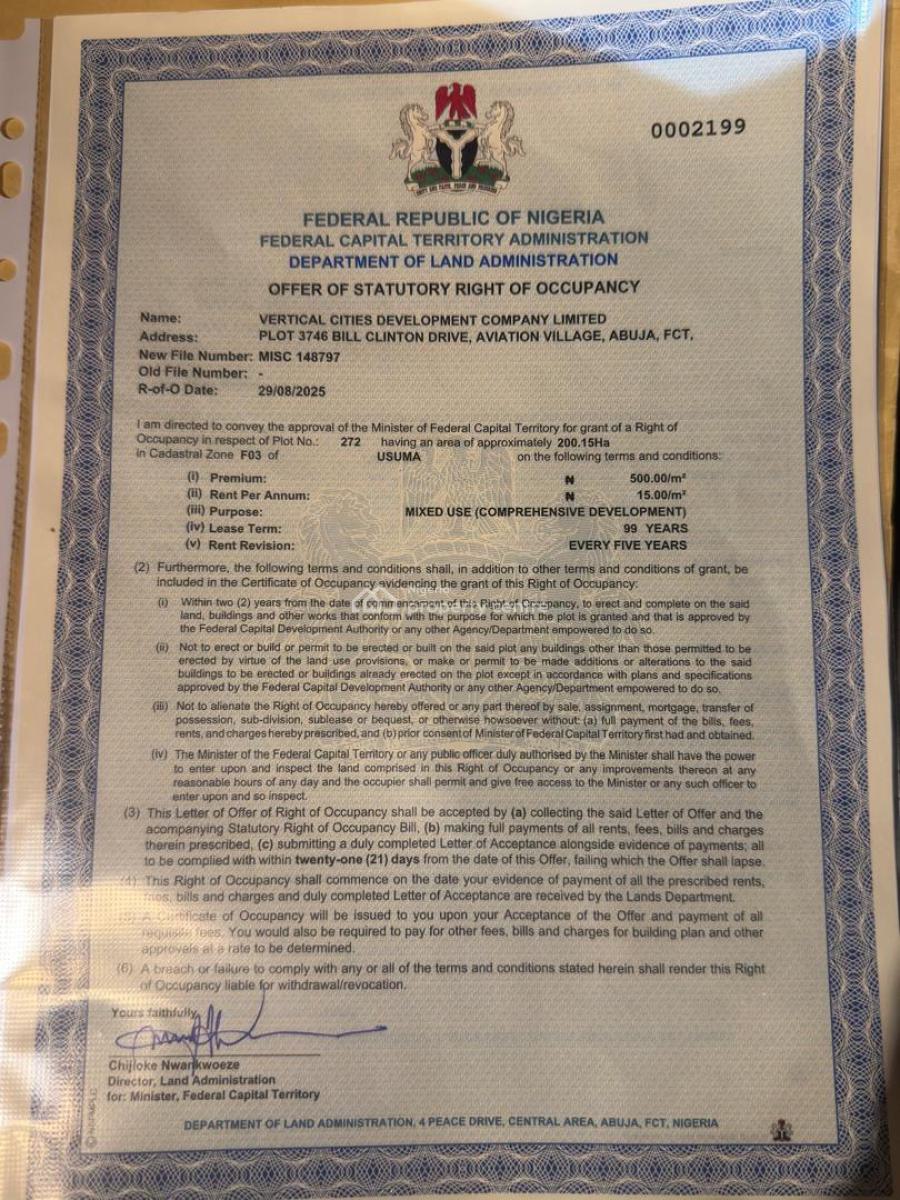 0002199
FEDERAL REPUBLIC OF NIGERIA
FEDERAL CAPITAL TERRITORY ADMINISTRATION
DEPARTMENT OF LAND ADMINISTRATION
OFFER OF STATUTORY RIGHT OF OCCUPANCY
Name: VERTICAL CITIES DEVELOPMENT COMPANY LIMITED
Address: PLOT 3746 BILL CLINTON DRIVE, AVIATION VILLAGE, ABUJA, FCT,
New File Number: MISC 148797
Old File Number: -
R-of-O Date: 29/08/2025
I am directed to convey the approval of the Minister of Federal Capital Territory for grant of a Right of
Occupancy in respect of Plot No.: 272 having an area of approximately 200.15Ha
in Cadastral Zone F03 of USUMA on the following terms and conditions:
(i) Premium: ₦ 500.00/m²
(ii) Rent Per Annum: ₦ 15.00/m²
(iii) Purpose: MIXED USE (COMPREHENSIVE DEVELOPMENT)
(iv) Lease Term: 99 YEARS
(v) Rent Revision: EVERY FIVE YEARS
(2) Furthermore, the following terms and conditions shall, in addition to other terms and conditions of grant, be
included in the Certificate of Occupancy evidencing the grant of this Right of Occupancy:
(i) Within two (2) years from the date of commencement of this Right of Occupancy, to erect and complete on the said
land, buildings and other works that conform with the purpose for which the plot is granted and that is approved by
the Federal Capital Development Authority or any other Agency/Department empowered to do so.
(ii) Not to erect or build or permit to be erected or built on the said plot any buildings other than those permitted to be
erected by virtue of the land use provisions, or make or permit to be made additions or alterations to the said
buildings to be erected or buildings already erected on the plot except in accordance with plans and specifications
approved by the Federal Capital Development Authority or any other Agency/Department empowered to do so.
(iii) Not to alienate the Right of Occupancy hereby offered or any part thereof by sale, assignment, mortgage, transfer of
possession, sub-division, sublease or bequest, or otherwise howsoever without: (a) full payment of the bills, fees,
rents, and charges hereby prescribed, and (b) prior consent of Minister of Federal Capital Territory first had and obtained.
(iv) The Minister of the Federal Capital Territory or any public officer duly authorised by the Minister shall have the power
to enter upon and inspect the land comprised in this Right of Occupancy or any improvements thereon at any
reasonable hours of any day and the occupier shall permit and give free access to the Minister or any such officer to
enter upon and so inspect.
(3) This Letter of Offer of Right of Occupancy shall be accepted by (a) collecting the said Letter of Offer and the
acompanying Statutory Right of Occupancy Bill, (b) making full payments of all rents, fees, bills and charges
therein prescribed, (c) submitting a duly completed Letter of Acceptance alongside evidence of payments; all
to be complied with within twenty-one (21) days from the date of this Offer, failing which the Offer shall lapse.
(4) This Right of Occupancy shall commence on the date your evidence of payment of all the prescribed rents,
fees, bills and charges and duly completed Letter of Acceptance are received by the Lands Department.
(5) A Certificate of Occupancy will be issued to you upon your Acceptance of the Offer and payment of all
requisite fees. You would also be required to pay for other fees, bills and charges for building plan and other
approvals at a rate to be determined.
(6) A breach or failure to comply with any or all of the terms and conditions stated herein shall render this Right
of Occupancy liable for withdrawal/revocation.
Yours faithfully,
Chijioke Nwankwoeze
Director, Land Administration
for: Minister, Federal Capital Territory
DEPARTMENT OF LAND ADMINISTRATION, 4 PEACE DRIVE, CENTRAL AREA, ABUJA, FCT, NIGERIA